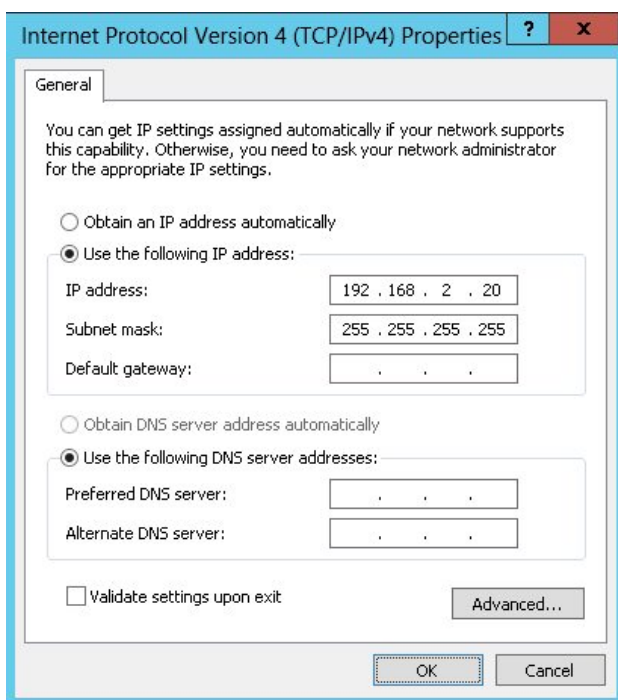 Internet Protocol Version 4 (TCP/IPv4) Properties ? x
General
You can get IP settings assigned automatically if your network supports
this capability. Otherwise, you need to ask your network administrator
for the appropriate IP settings.
Obtain an IP address automatically
Use the following IP address:
IP address: 192 . 168 . 2 . 20
Subnet mask: 255 . 255 . 255 . 255
Default gateway: . . .
Obtain DNS server address automatically
Use the following DNS server addresses:
Preferred DNS server: . . .
Alternate DNS server: . . .
Validate settings upon exit Advanced...
OK Cancel